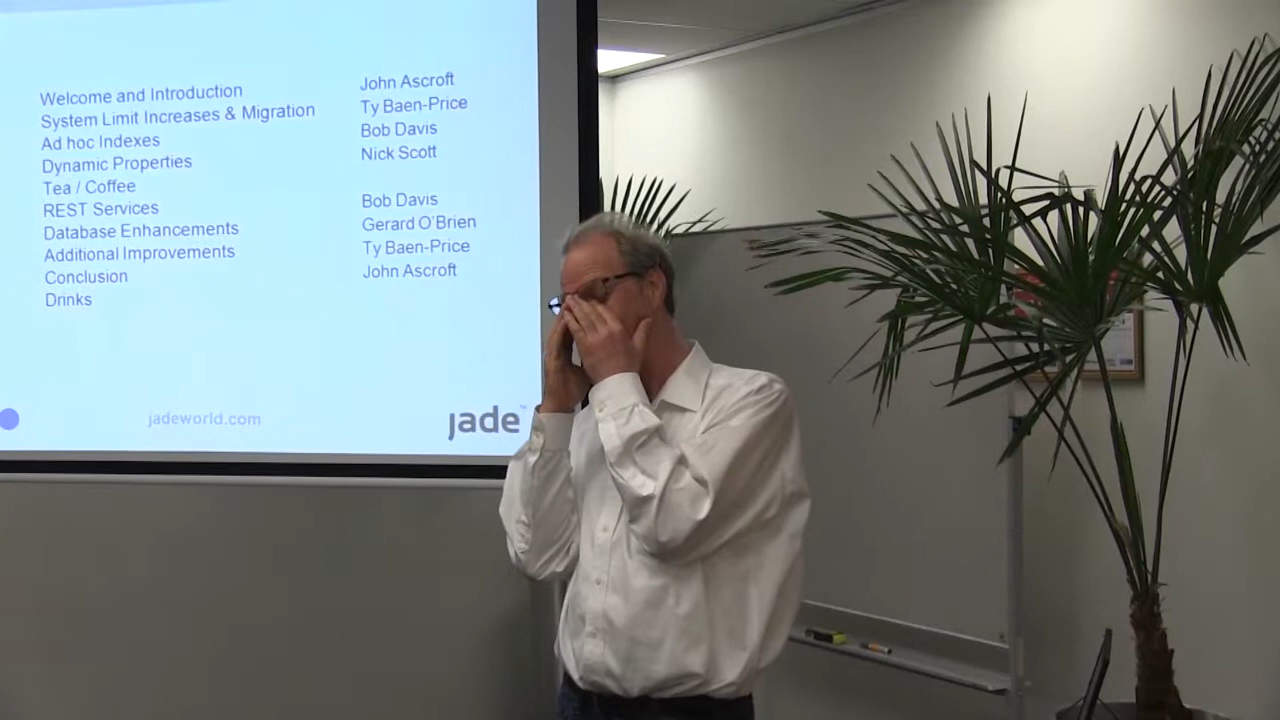 Welcome and Introduction John Ascroft
System Limit Increases & Migration Ty Baen-Price
Ad hoc Indexes Bob Davis
Dynamic Properties Nick Scott
Tea / Coffee
REST Services Bob Davis
Database Enhancements Gerard O'Brien
Additional Improvements Ty Baen-Price
Conclusion John Ascroft
Drinks
jadeworld.com jade™